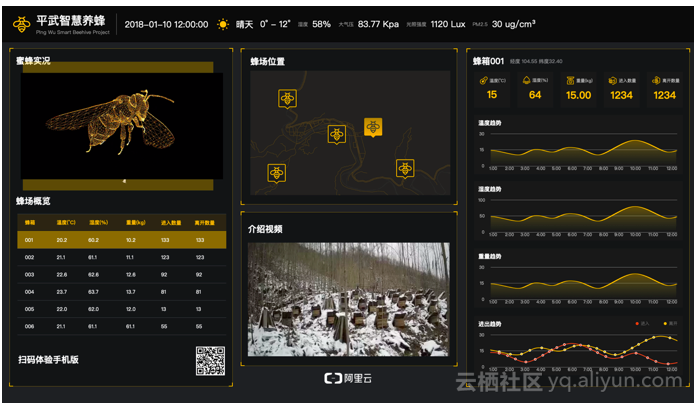 平武智慧养蜂
Ping Wu Smart Beehive Project
2018-01-10 12:00:00
晴天 0° - 12° 湿度 58% 大气压 83.77 Kpa 光照强度 1120 Lux PM2.5 30 ug/cm³
蜜蜂实况
蜂场概览
蜂箱 温度(°C) 湿度(%) 重量(kg) 进入数量 离开数量
001 20.2 60.2 10.2 133 133
002 21.1 61.1 11.1 123 123
003 22.6 62.6 12.6 92 92
004 23.7 63.7 13.7 81 81
005 22.0 62.0 12.0 13 13
006 21.1 61.1 61.1 55 55
扫码体验手机版
蜂场位置
介绍视频
阿里云
蜂箱001 经度 104.55 纬度32.40
温度(°C) 湿度(%) 重量(kg) 进入数量 离开数量
15 64 15.00 1234 1234
温度趋势
30
15
0
1:00 2:00 3:00 4:00 5:00 6:00 7:00 8:00 9:00 10:00 11:00 12:00
湿度趋势
100
50
0
1:00 2:00 3:00 4:00 5:00 6:00 7:00 8:00 9:00 10:00 11:00 12:00
重量趋势
30
15
0
1:00 2:00 3:00 4:00 5:00 6:00 7:00 8:00 9:00 10:00 11:00 12:00
进出趋势
进入 离开
30
15
0
1:00 2:00 3:00 4:00 5:00 6:00 7:00 8:00 9:00 10:00 11:00 12:00
云栖社区 yq.aliyun.com